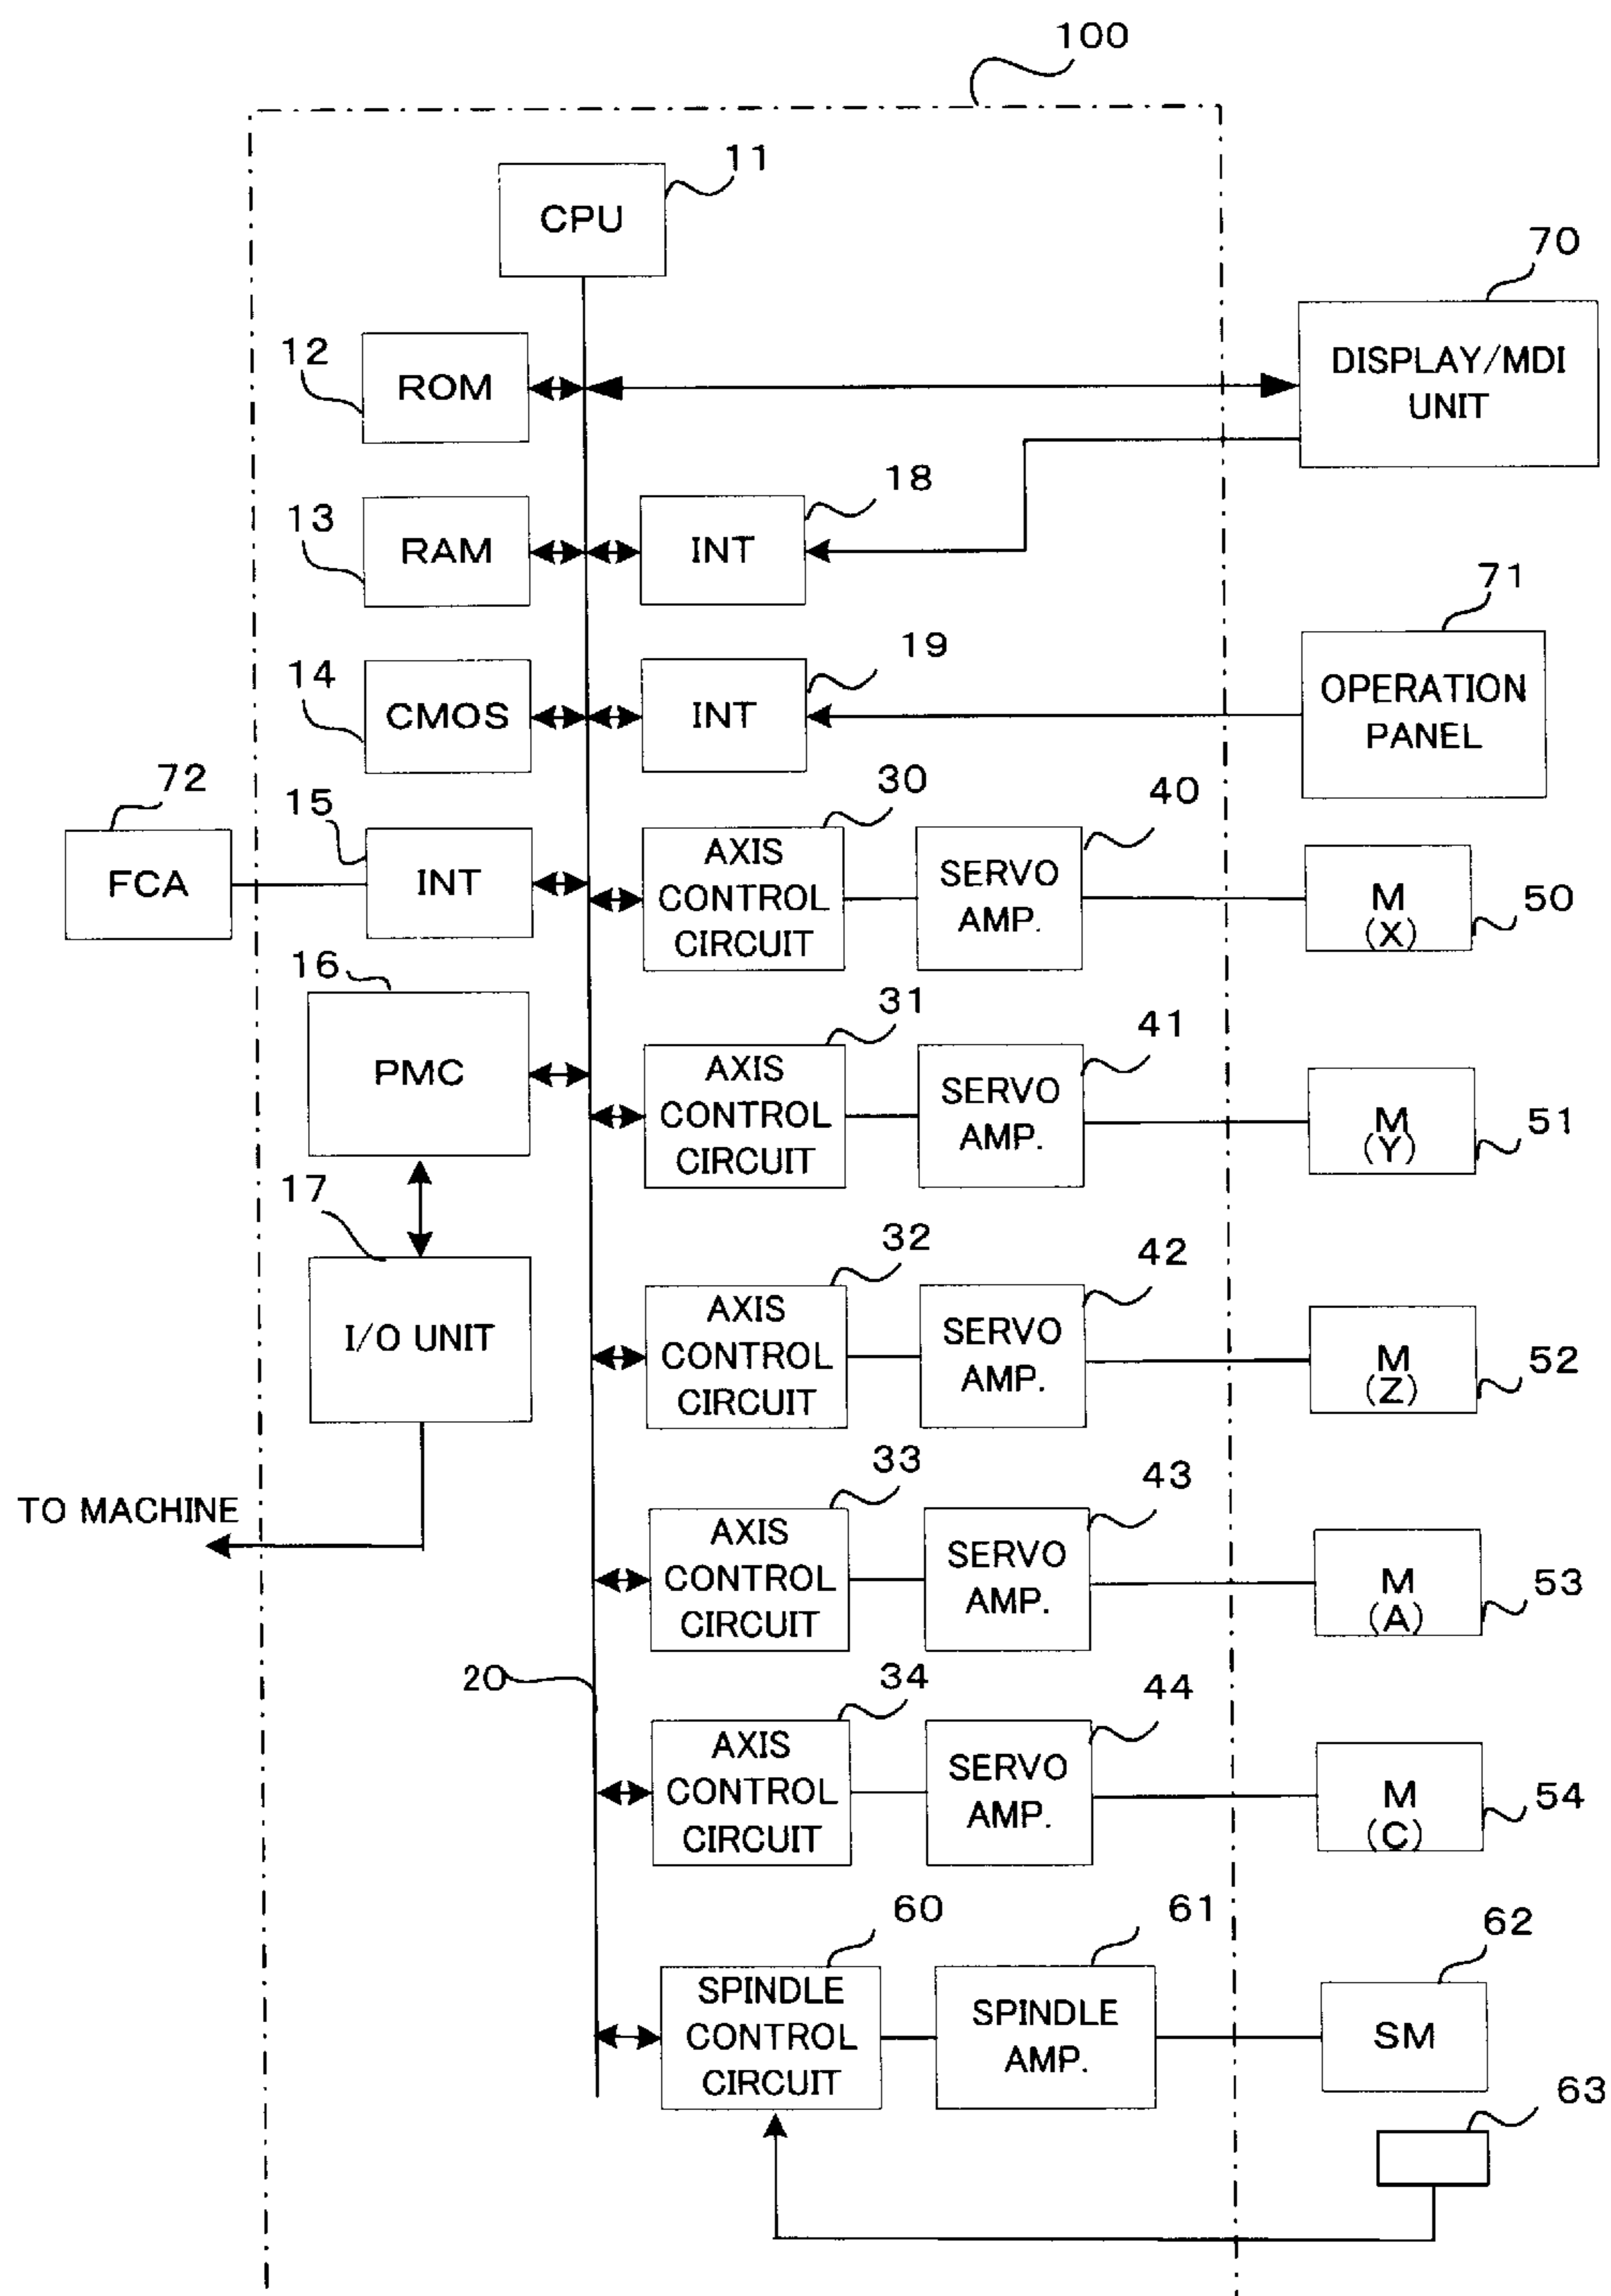 100
11
CPU
70
DISPLAY/MDI
UNIT
12
ROM
18
13
RAM
INT
71
OPERATION
PANEL
19
14
CMOS
INT
72
FCA
15
INT
30
AXIS
CONTROL
CIRCUIT
40
SERVO
AMP.
M
(X)
50
16
PMC
31
AXIS
CONTROL
CIRCUIT
41
SERVO
AMP.
M
(Y)
51
17
I/O UNIT
32
AXIS
CONTROL
CIRCUIT
42
SERVO
AMP.
M
(Z)
52
TO MACHINE
33
AXIS
CONTROL
CIRCUIT
43
SERVO
AMP.
M
(A)
53
20
34
AXIS
CONTROL
CIRCUIT
44
SERVO
AMP.
M
(C)
54
60
SPINDLE
CONTROL
CIRCUIT
61
SPINDLE
AMP.
62
SM
63